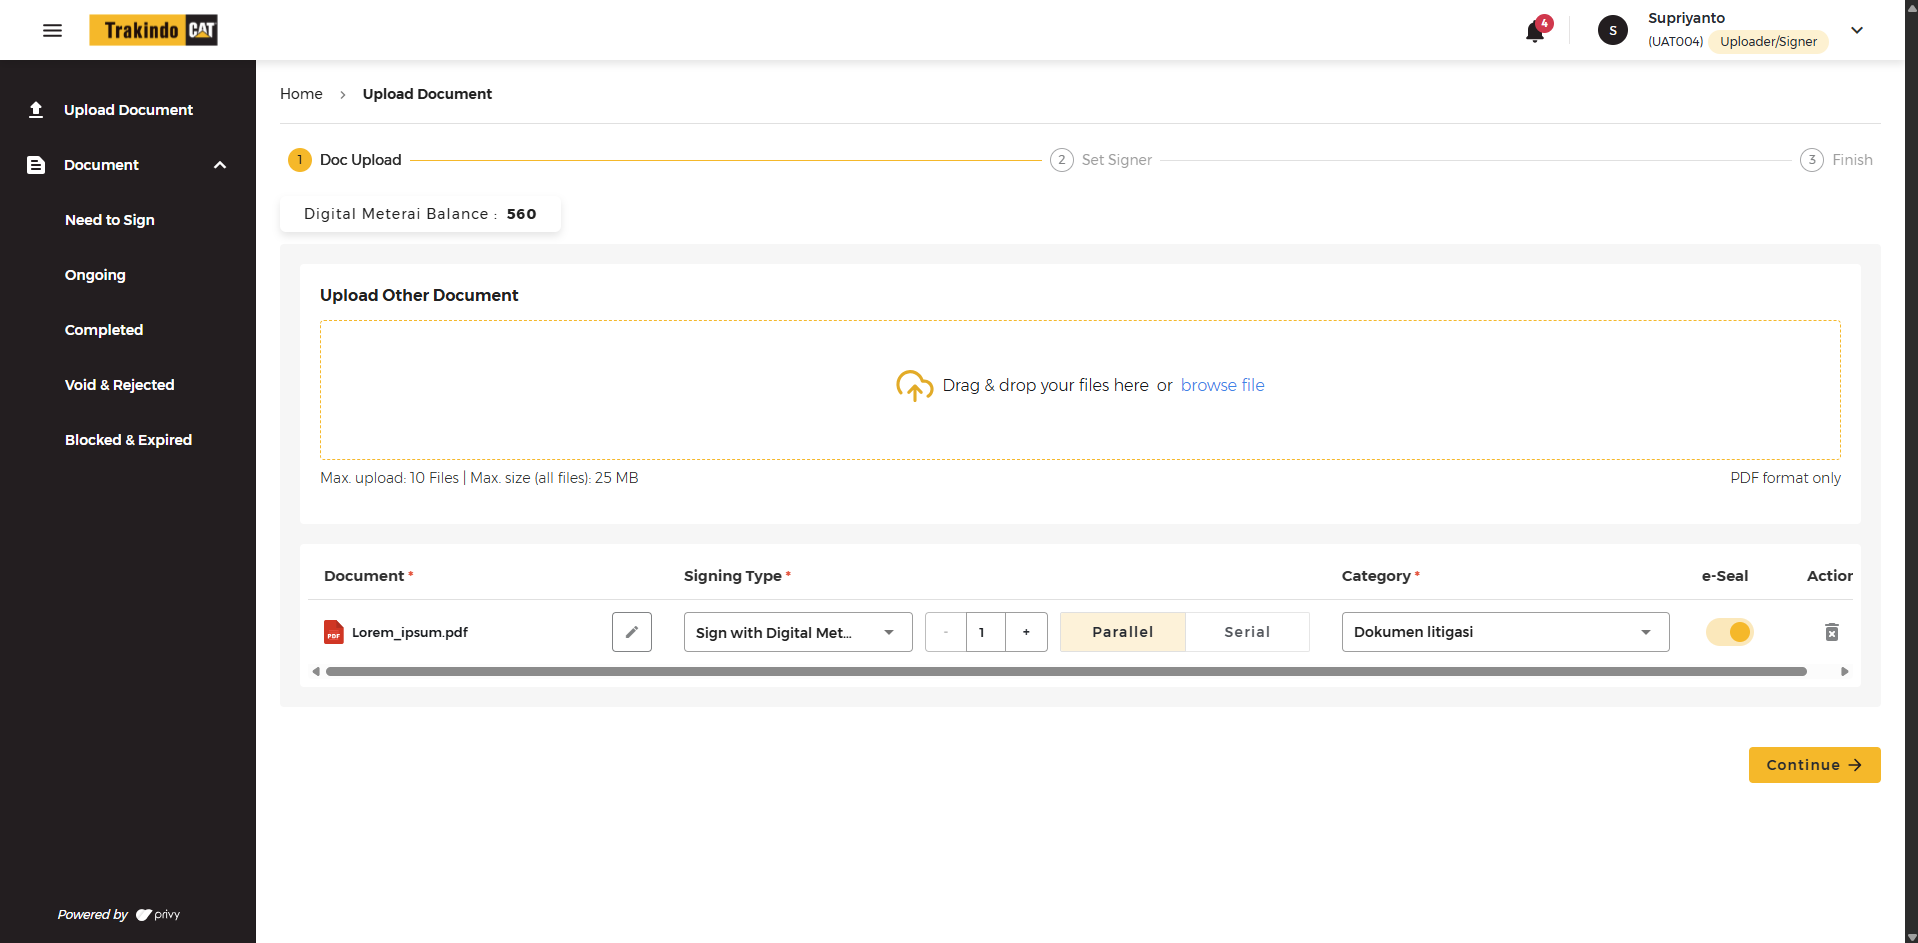 Trakindo CAT
4
S
Supriyanto
(UAT004) Uploader/Signer
Upload Document
Document
Need to Sign
Ongoing
Completed
Void & Rejected
Blocked & Expired
Powered by privy
Home > Upload Document
1 Doc Upload 2 Set Signer 3 Finish
Digital Meterai Balance : 560
Upload Other Document
Drag & drop your files here or browse file
Max. upload: 10 Files | Max. size (all files): 25 MB PDF format only
Document * Signing Type * Category * e-Seal Action
PDF Lorem_ipsum.pdf Sign with Digital Met... - 1 + Parallel Serial Dokumen litigasi
Continue →